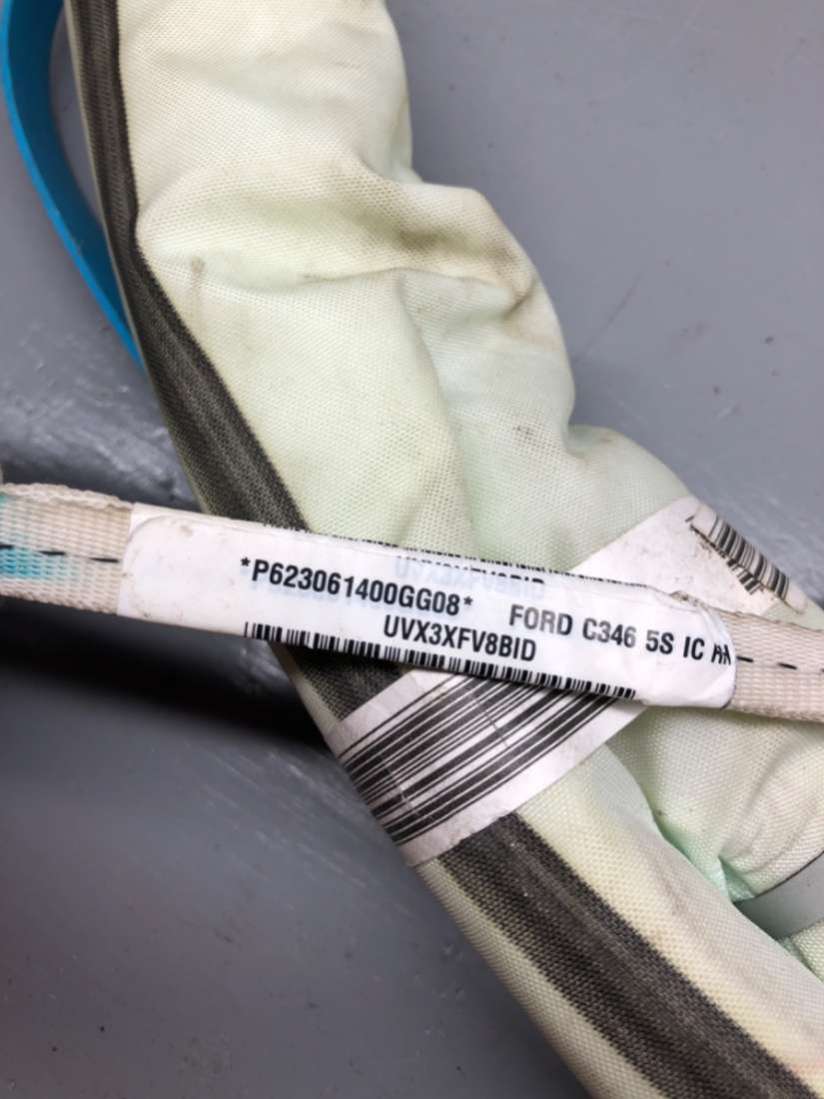 *P623061400GG08* FORD C346 5S IC
UVX3XFV8BID